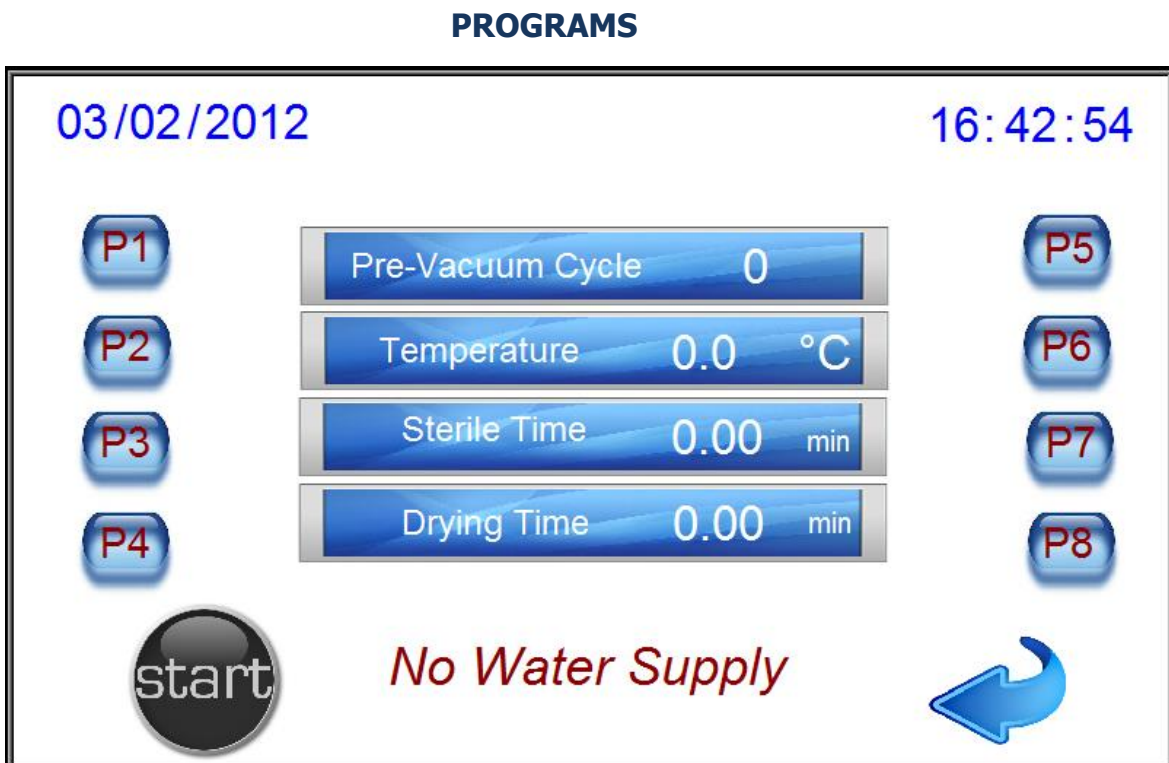 PROGRAMS
03/02/2012 16:42:54
P1 Pre-Vacuum Cycle 0 P5
P2 Temperature 0.0 °C P6
P3 Sterile Time 0.00 min P7
P4 Drying Time 0.00 min P8
start No Water Supply